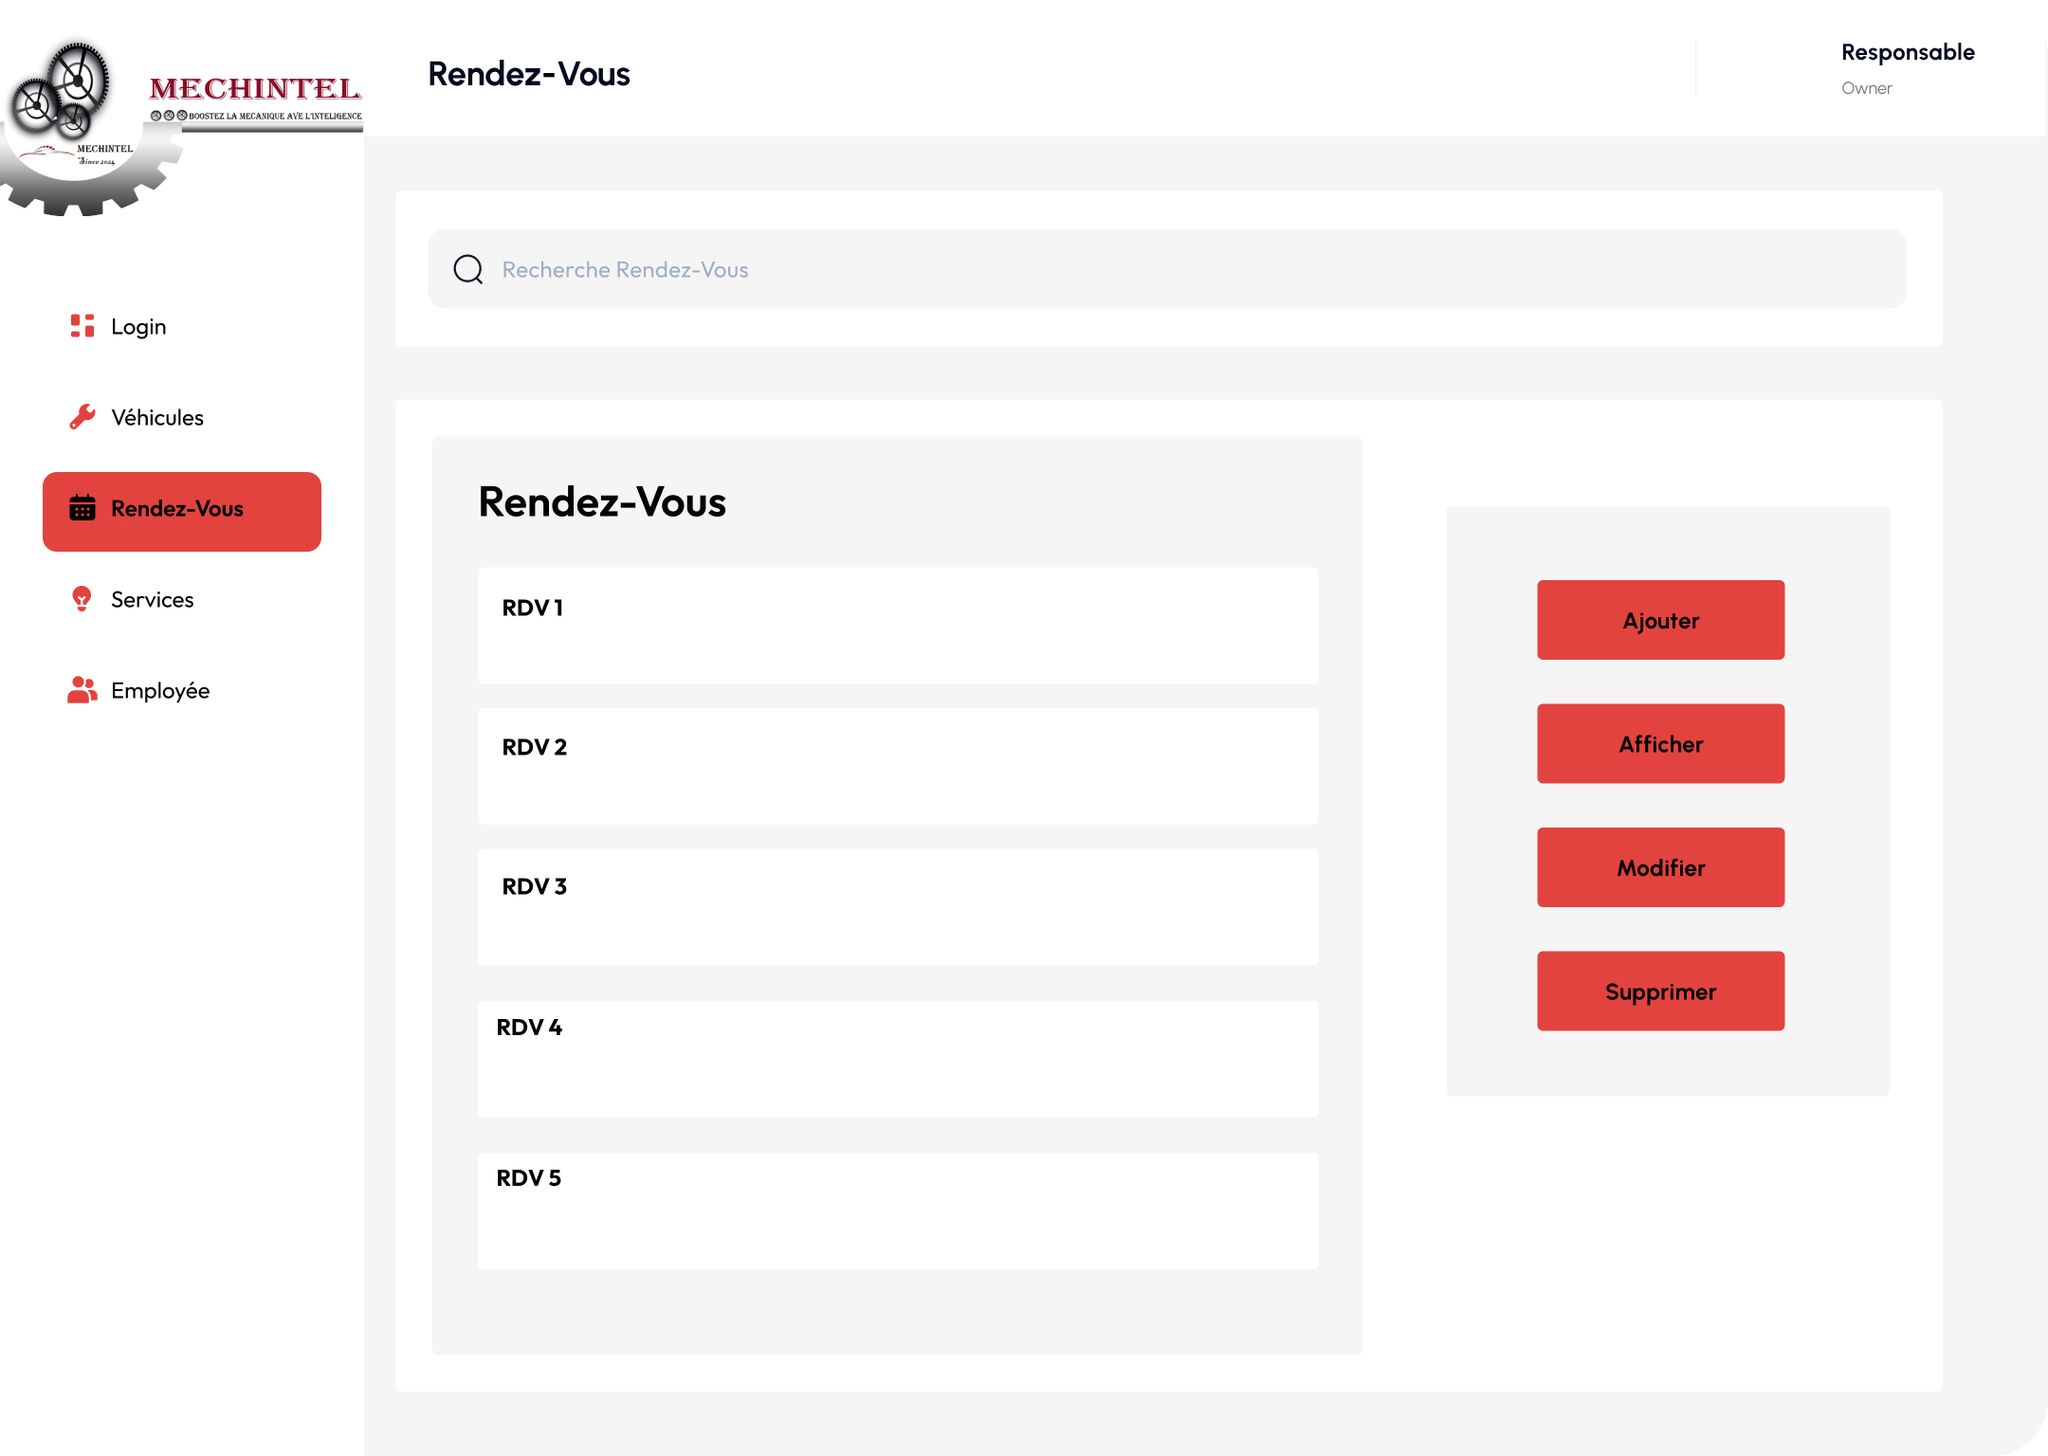 MECHINTEL
BOOSTEZ LA MECANIQUE AVE L'INTELIGENCE
MECHINTEL
Since 2024
Rendez-Vous
Responsable
Owner
Login
Véhicules
Rendez-Vous
Services
Employée
Recherche Rendez-Vous
Rendez-Vous
RDV 1
RDV 2
RDV 3
RDV 4
RDV 5
Ajouter
Afficher
Modifier
Supprimer